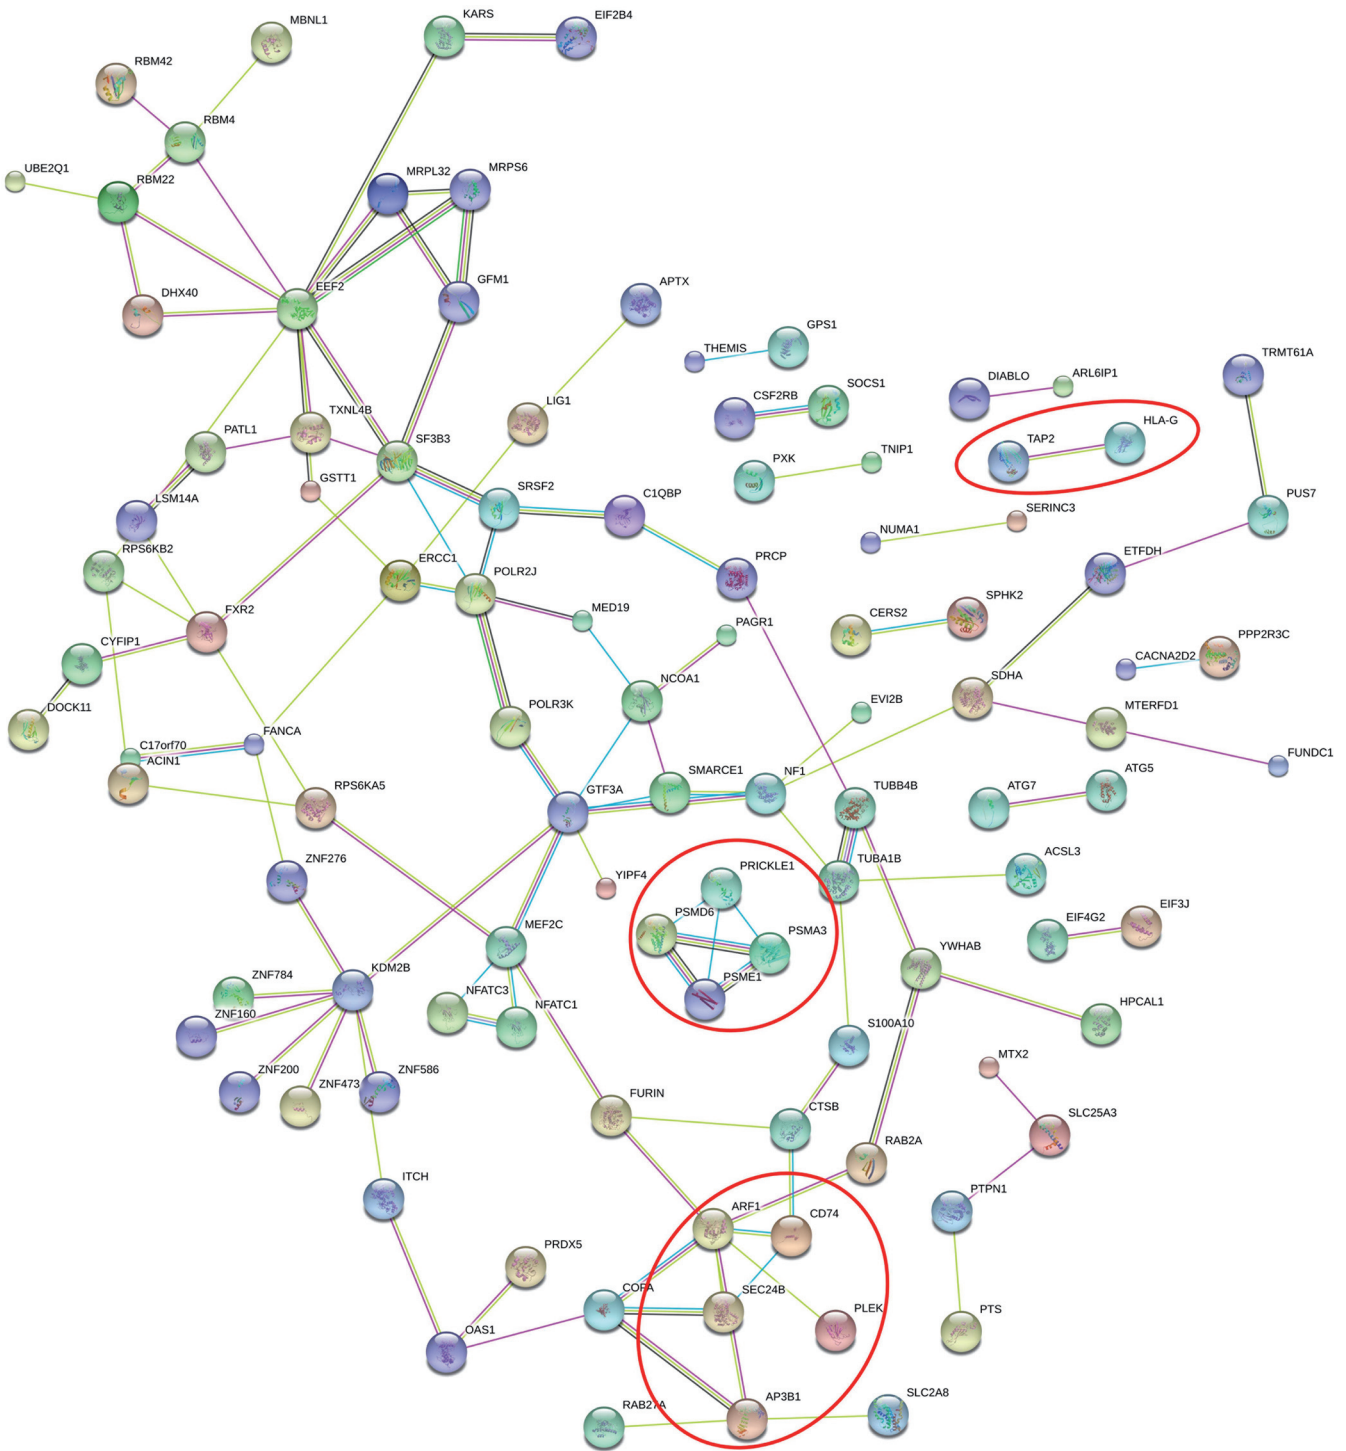 MBNL1
KARS
EIF2B4
RBM42
RBM4
UBE2Q1
RBM22
MRPL32
MRPS6
DHX40
EEF2
GFM1
APTX
THEMIS
GPS1
TRMT61A
DIABLO
ARL6IP1
CSF2RB
SOCS1
LIG1
TXNL4B
PATL1
SF3B3
TAP2
HLA-G
PXK
TNIP1
GSTT1
SRSF2
C1QBP
LSM14A
NUMA1
SERINC3
PUS7
RPS6KB2
ERCC1
POLR2J
PRCP
ETFDH
FXR2
MED19
PAGR1
CERS2
SPHK2
CYFIP1
PPP2R3C
CACNA2D2
NCOA1
SDHA
DOCK11
POLR3K
EVI2B
MTERFD1
FANCA
C17orf70
ACIN1
FUNDC1
RPS6KA5
GTF3A
SMARCE1
NF1
TUBB4B
ATG7
ATG5
ZNF276
YIPF4
PRICKLE1
TUBA1B
ACSL3
PSMD6
PSMA3
EIF4G2
EIF3J
MEF2C
PSME1
YWHAB
KDM2B
ZNF784
ZNF160
NFATC3
NFATC1
HPCAL1
S100A10
ZNF200
ZNF473
ZNF586
MTX2
FURIN
CTSB
SLC25A3
RAB2A
ITCH
PTPN1
ARF1
CD74
PRDX5
COPA
SEC24B
PLEK
PTS
OAS1
AP3B1
RAB27A
SLC2A8